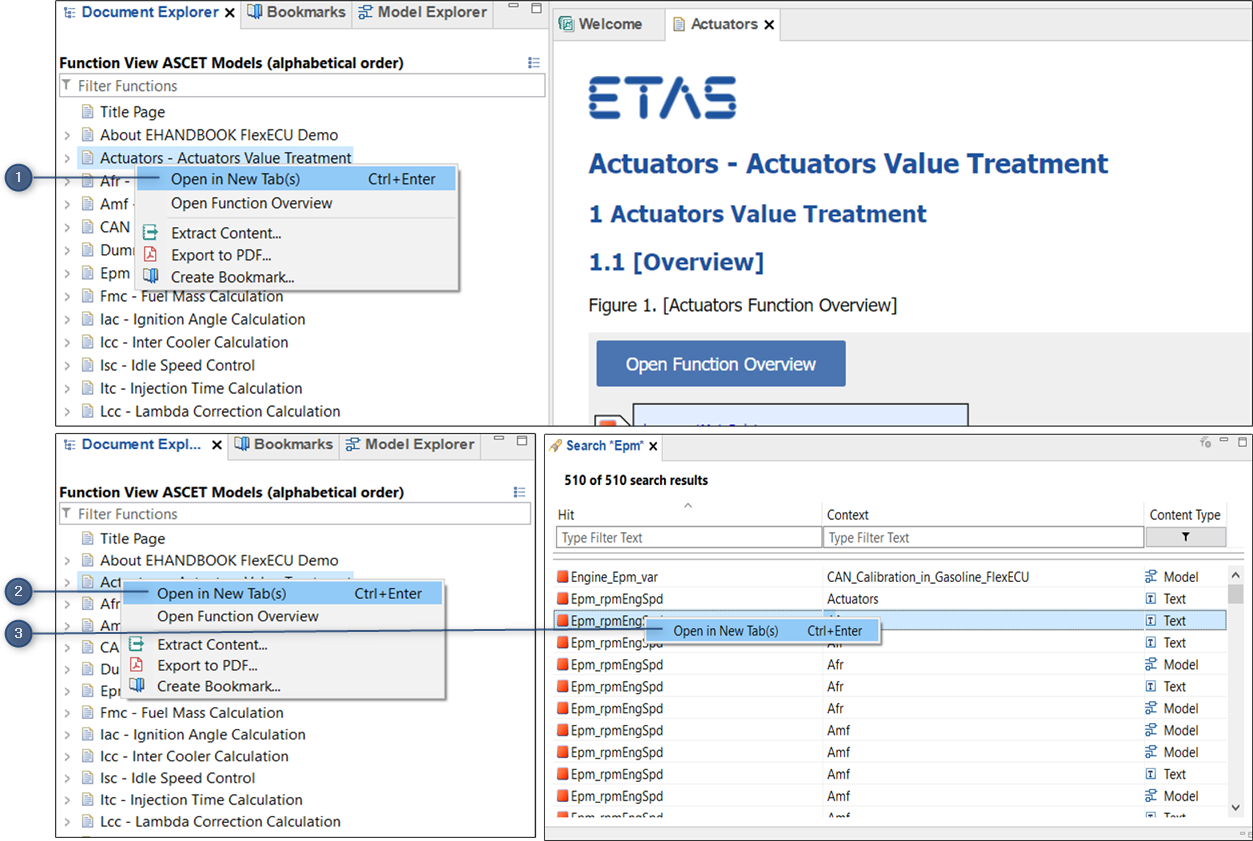 Document Explorer
Bookmarks
Model Explorer
Function View ASCET Models (alphabetical order)
Filter Functions
Title Page
About EHANDBOOK FlexECU Demo
Actuators - Actuators Value Treatment
1
Open in New Tab(s) Ctrl+Enter
Afr -
Open Function Overview
Amf -
CAN
Extract Content...
Export to PDF...
Create Bookmark...
Epm
Fmc - Fuel Mass Calculation
Iac - Ignition Angle Calculation
Icc - Inter Cooler Calculation
Isc - Idle Speed Control
Itc - Injection Time Calculation
Lcc - Lambda Correction Calculation
Welcome
Actuators
ETAS
Actuators - Actuators Value Treatment
1 Actuators Value Treatment
1.1 [Overview]
Figure 1. [Actuators Function Overview]
Open Function Overview
Document Expl...
Bookmarks
Model Explorer
Function View ASCET Models (alphabetical order)
Filter Functions
Title Page
About EHANDBOOK FlexECU Demo
2
Open in New Tab(s) Ctrl+Enter
Afr
Open Function Overview
3
Extract Content...
Export to PDF...
Create Bookmark...
Fmc - Fuel Mass Calculation
Iac - Ignition Angle Calculation
Icc - Inter Cooler Calculation
Isc - Idle Speed Control
Itc - Injection Time Calculation
Lcc - Lambda Correction Calculation
Search "Epm"
510 of 510 search results
Hit Context Content Type
Type Filter Text Type Filter Text
Engine_Epm_var CAN_Calibration_in_Gasoline_FlexECU Model
Epm_rpmEngSpd Actuators Text
Text
Open in New Tab(s) Ctrl+Enter
Epm_rpmEngSpd Afr Text
Epm_rpmEngSpd Afr Model
Epm_rpmEngSpd Afr Text
Epm_rpmEngSpd Afr Model
Epm_rpmEngSpd Amf Model
Epm_rpmEngSpd Amf Model
Epm_rpmEngSpd Amf Text
Epm_rpmEngSpd Amf Model
Epm_rpmEngSpd Amf Text